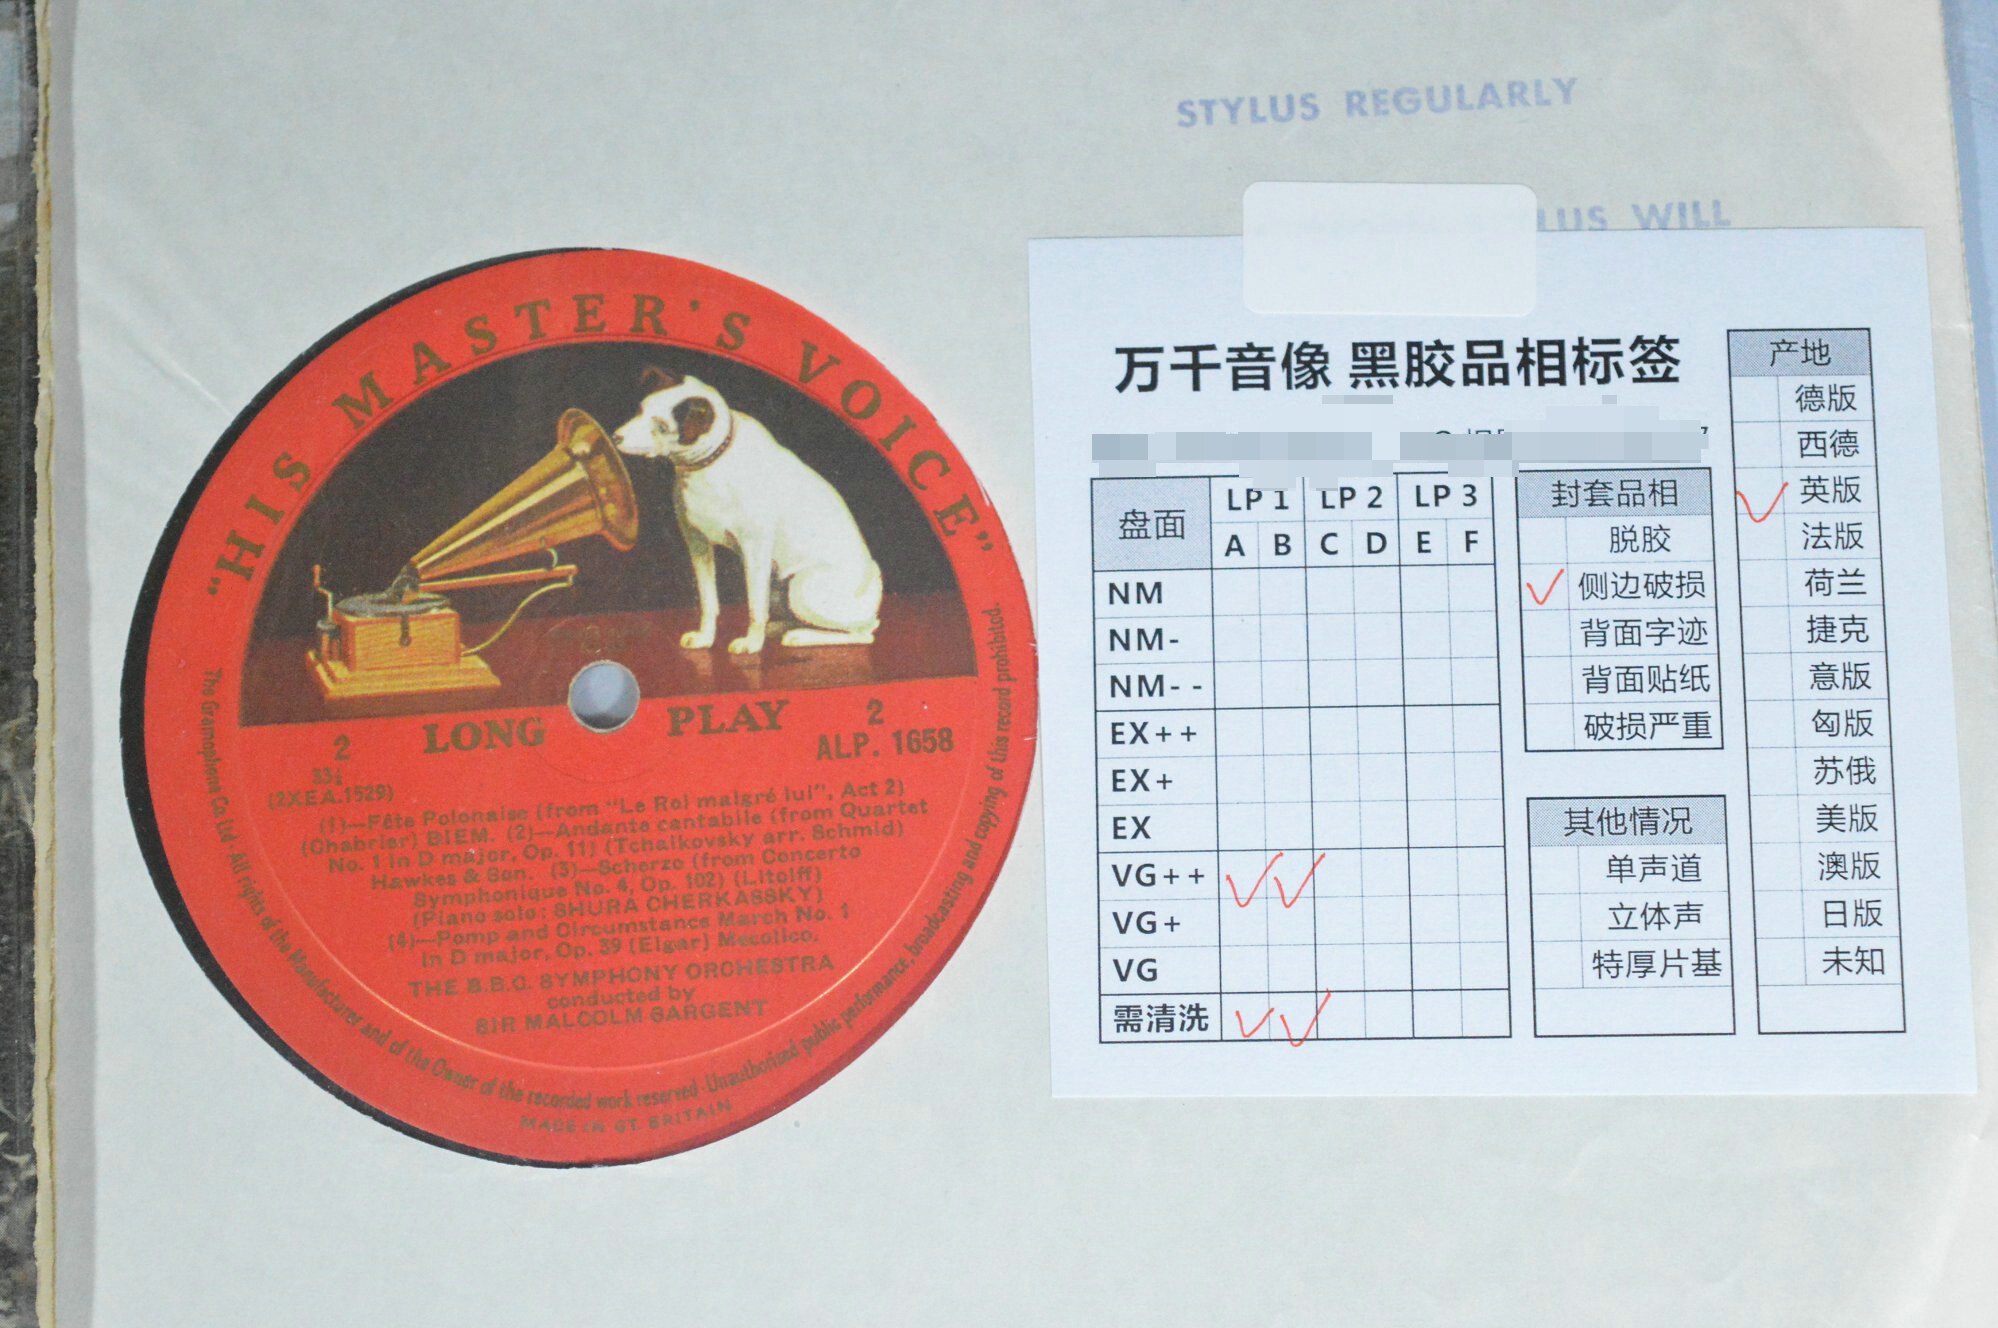 STYLUS REGULARLY
LUS WILL
"HIS MASTER'S VOICE"
LONG PLAY
2
2
ALP. 1658
33⅓
(2XEA.1529)
(1)—Fête Polonaise (from "Le Roi malgré lui", Act 2)
(Chabrier) BIEM. (2)—Andante cantabile (from Quartet
No. 1 in D major, Op. 11) (Tchaikovsky arr. Schmid)
Hawkes & Son. (3)—Scherzo (from Concerto
Symphonique No. 4, Op. 102) (Litolff)
(Piano solo: SHURA CHERKASSKY)
(4)—Pomp and Circumstance March No. 1
in D major, Op. 39 (Elgar) Mecolico.
THE B.B.C. SYMPHONY ORCHESTRA
conducted by
SIR MALCOLM SARGENT
The Gramophone Co Ltd · All rights of the Manufacturer and of the Owner of the recorded work reserved · Unauthorised public performance, broadcasting and copying of this record prohibited.
MADE IN GT. BRITAIN
万千音像 黑胶品相标签
盘面 LP 1 LP 2 LP 3
A B C D E F
NM
NM-
NM--
EX++
EX+
EX
VG++
VG+
VG
需清洗
封套品相
脱胶
侧边破损
背面字迹
背面贴纸
破损严重
其他情况
单声道
立体声
特厚片基
产地
德版
西德
英版
法版
荷兰
捷克
意版
匈版
苏俄
美版
澳版
日版
未知